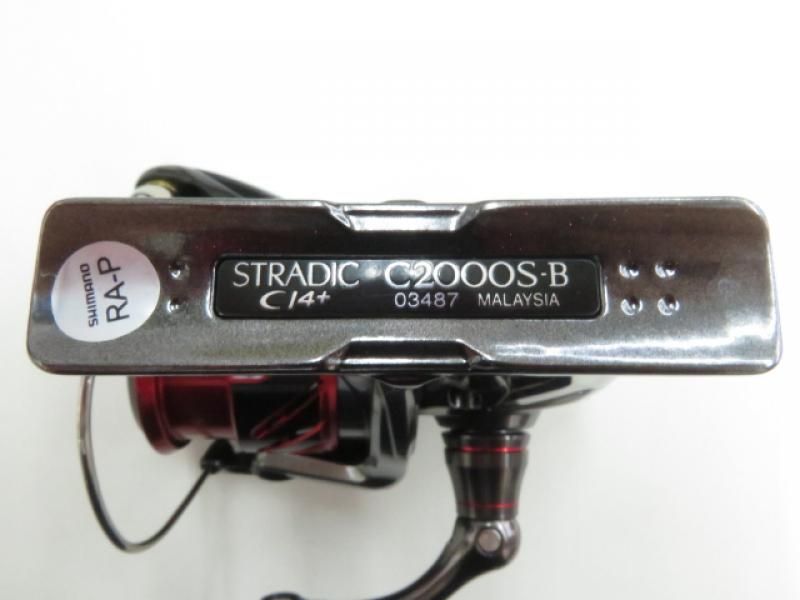 SHIMANO
RA-P
STRADIC C2000S-B
CI4+ 03487 MALAYSIA